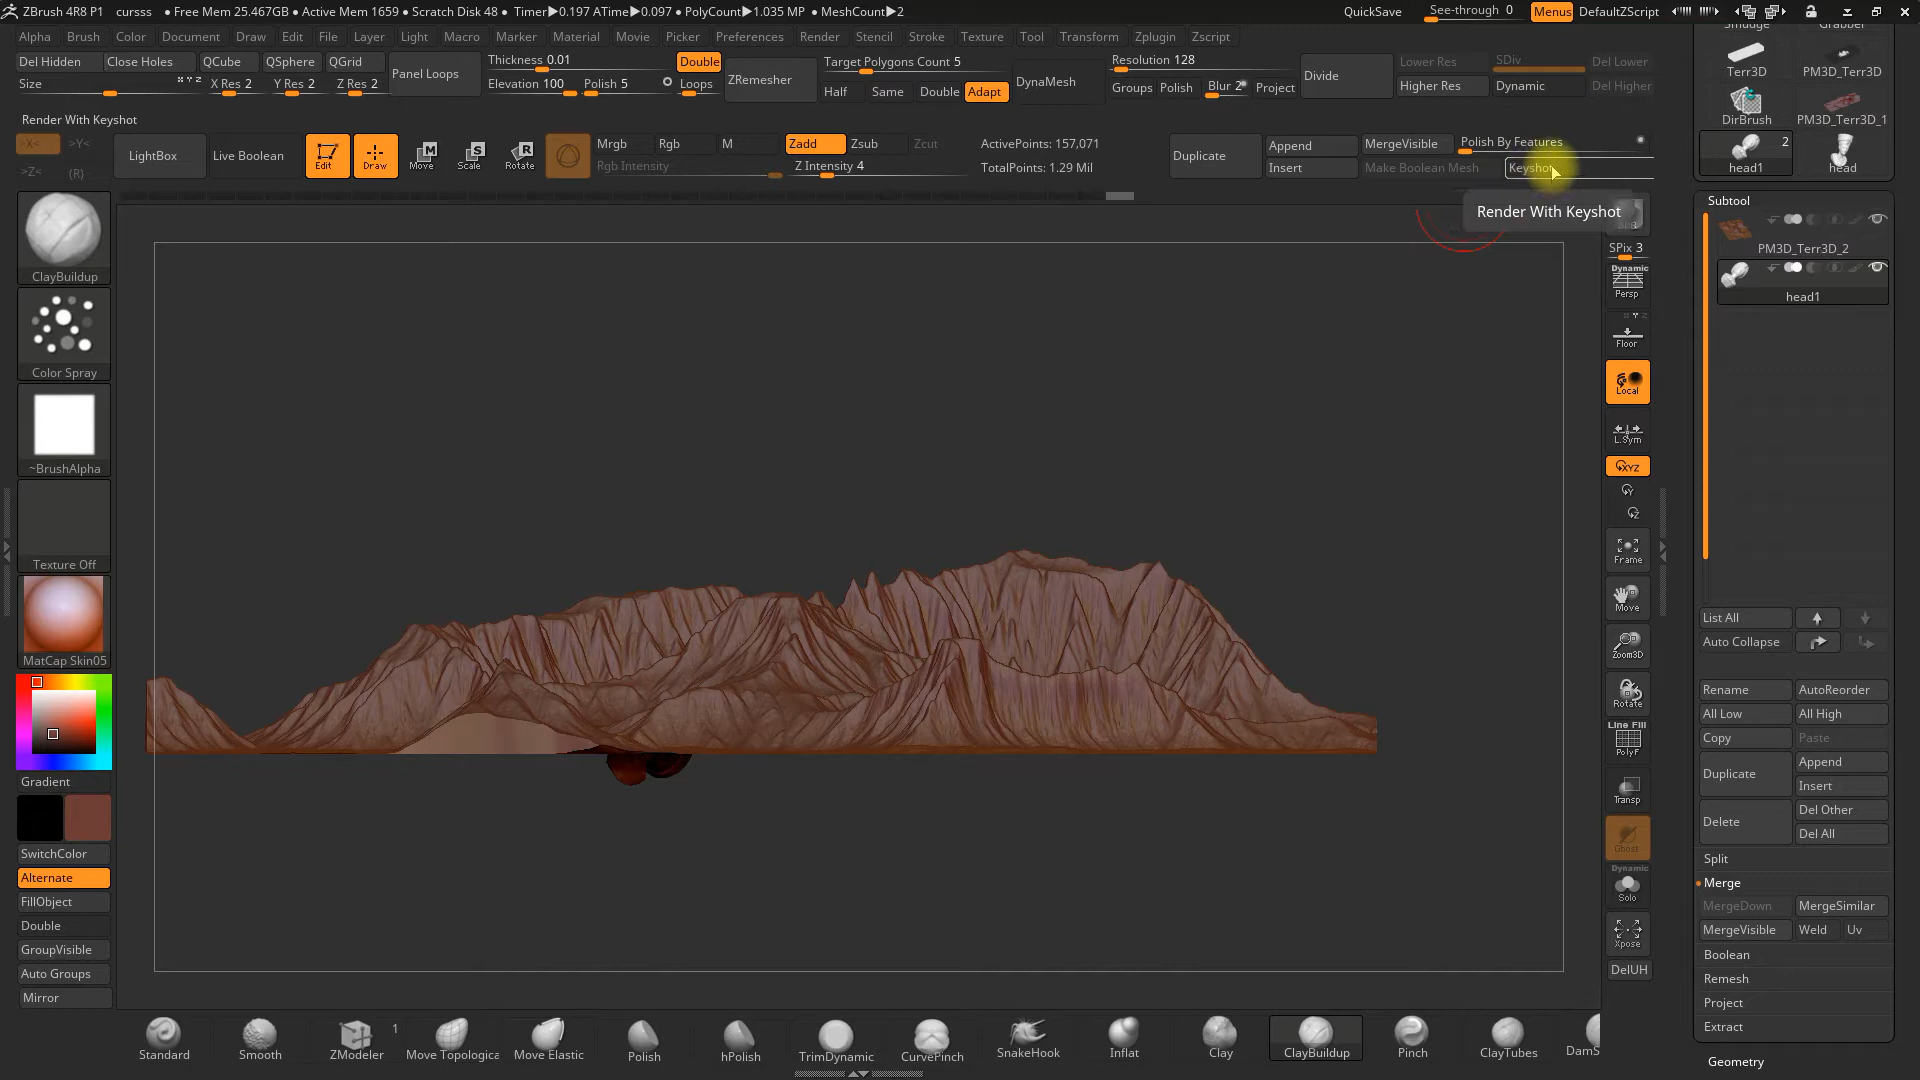 ZBrush 4R8 P1 cursss • Free Mem 25.467GB • Active Mem 1659 • Scratch Disk 48 • Timer▶0.197 ATime▶0.097 • PolyCount▶1.035 MP • MeshCount▶2 QuickSave See-through 0 Menus DefaultZScript
Alpha Brush Color Document Draw Edit File Layer Light Macro Marker Material Movie Picker Preferences Render Stencil Stroke Texture Tool Transform Zplugin Zscript
Del Hidden Close Holes QCube QSphere QGrid Panel Loops Thickness 0.01 Double ZRemesher Target Polygons Count 5 DynaMesh Resolution 128 Divide Lower Res SDiv Del Lower
Size X Res 2 Y Res 2 Z Res 2 Elevation 100 Polish 5 Loops Half Same Double Adapt Groups Polish Blur 2 Project Higher Res Dynamic Del Higher
Render With Keyshot
>X< >Y< LightBox Live Boolean Edit Draw Move Scale Rotate Mrgb Rgb M Zadd Zsub Zcut ActivePoints: 157,071 Duplicate Append MergeVisible Polish By Features
>Z< (R) Rgb Intensity Z Intensity 4 TotalPoints: 1.29 Mil Insert Make Boolean Mesh Keyshot
Render With Keyshot
ClayBuildup
Color Spray
~BrushAlpha
Texture Off
MatCap Skin05
Gradient
SwitchColor
Alternate
FillObject
Double
GroupVisible
Auto Groups
Mirror
SPix 3
Dynamic
Persp
Floor
Local
L.Sym
XYZ
Y
Z
Frame
Move
Zoom3D
Rotate
Line Fill
PolyF
Transp
Ghost
Dynamic
Solo
Xpose
DelUH
Terr3D PM3D_Terr3D
DirBrush PM3D_Terr3D_1
2
head1 head
Subtool
PM3D_Terr3D_2
head1
List All
Auto Collapse
Rename AutoReorder
All Low All High
Copy Paste
Duplicate Append
Insert
Delete Del Other
Del All
Split
Merge
MergeDown MergeSimilar
MergeVisible Weld Uv
Boolean
Remesh
Project
Extract
Geometry
1
Standard Smooth ZModeler Move Topologica Move Elastic Polish hPolish TrimDynamic CurvePinch SnakeHook Inflat Clay ClayBuildup Pinch ClayTubes DamS